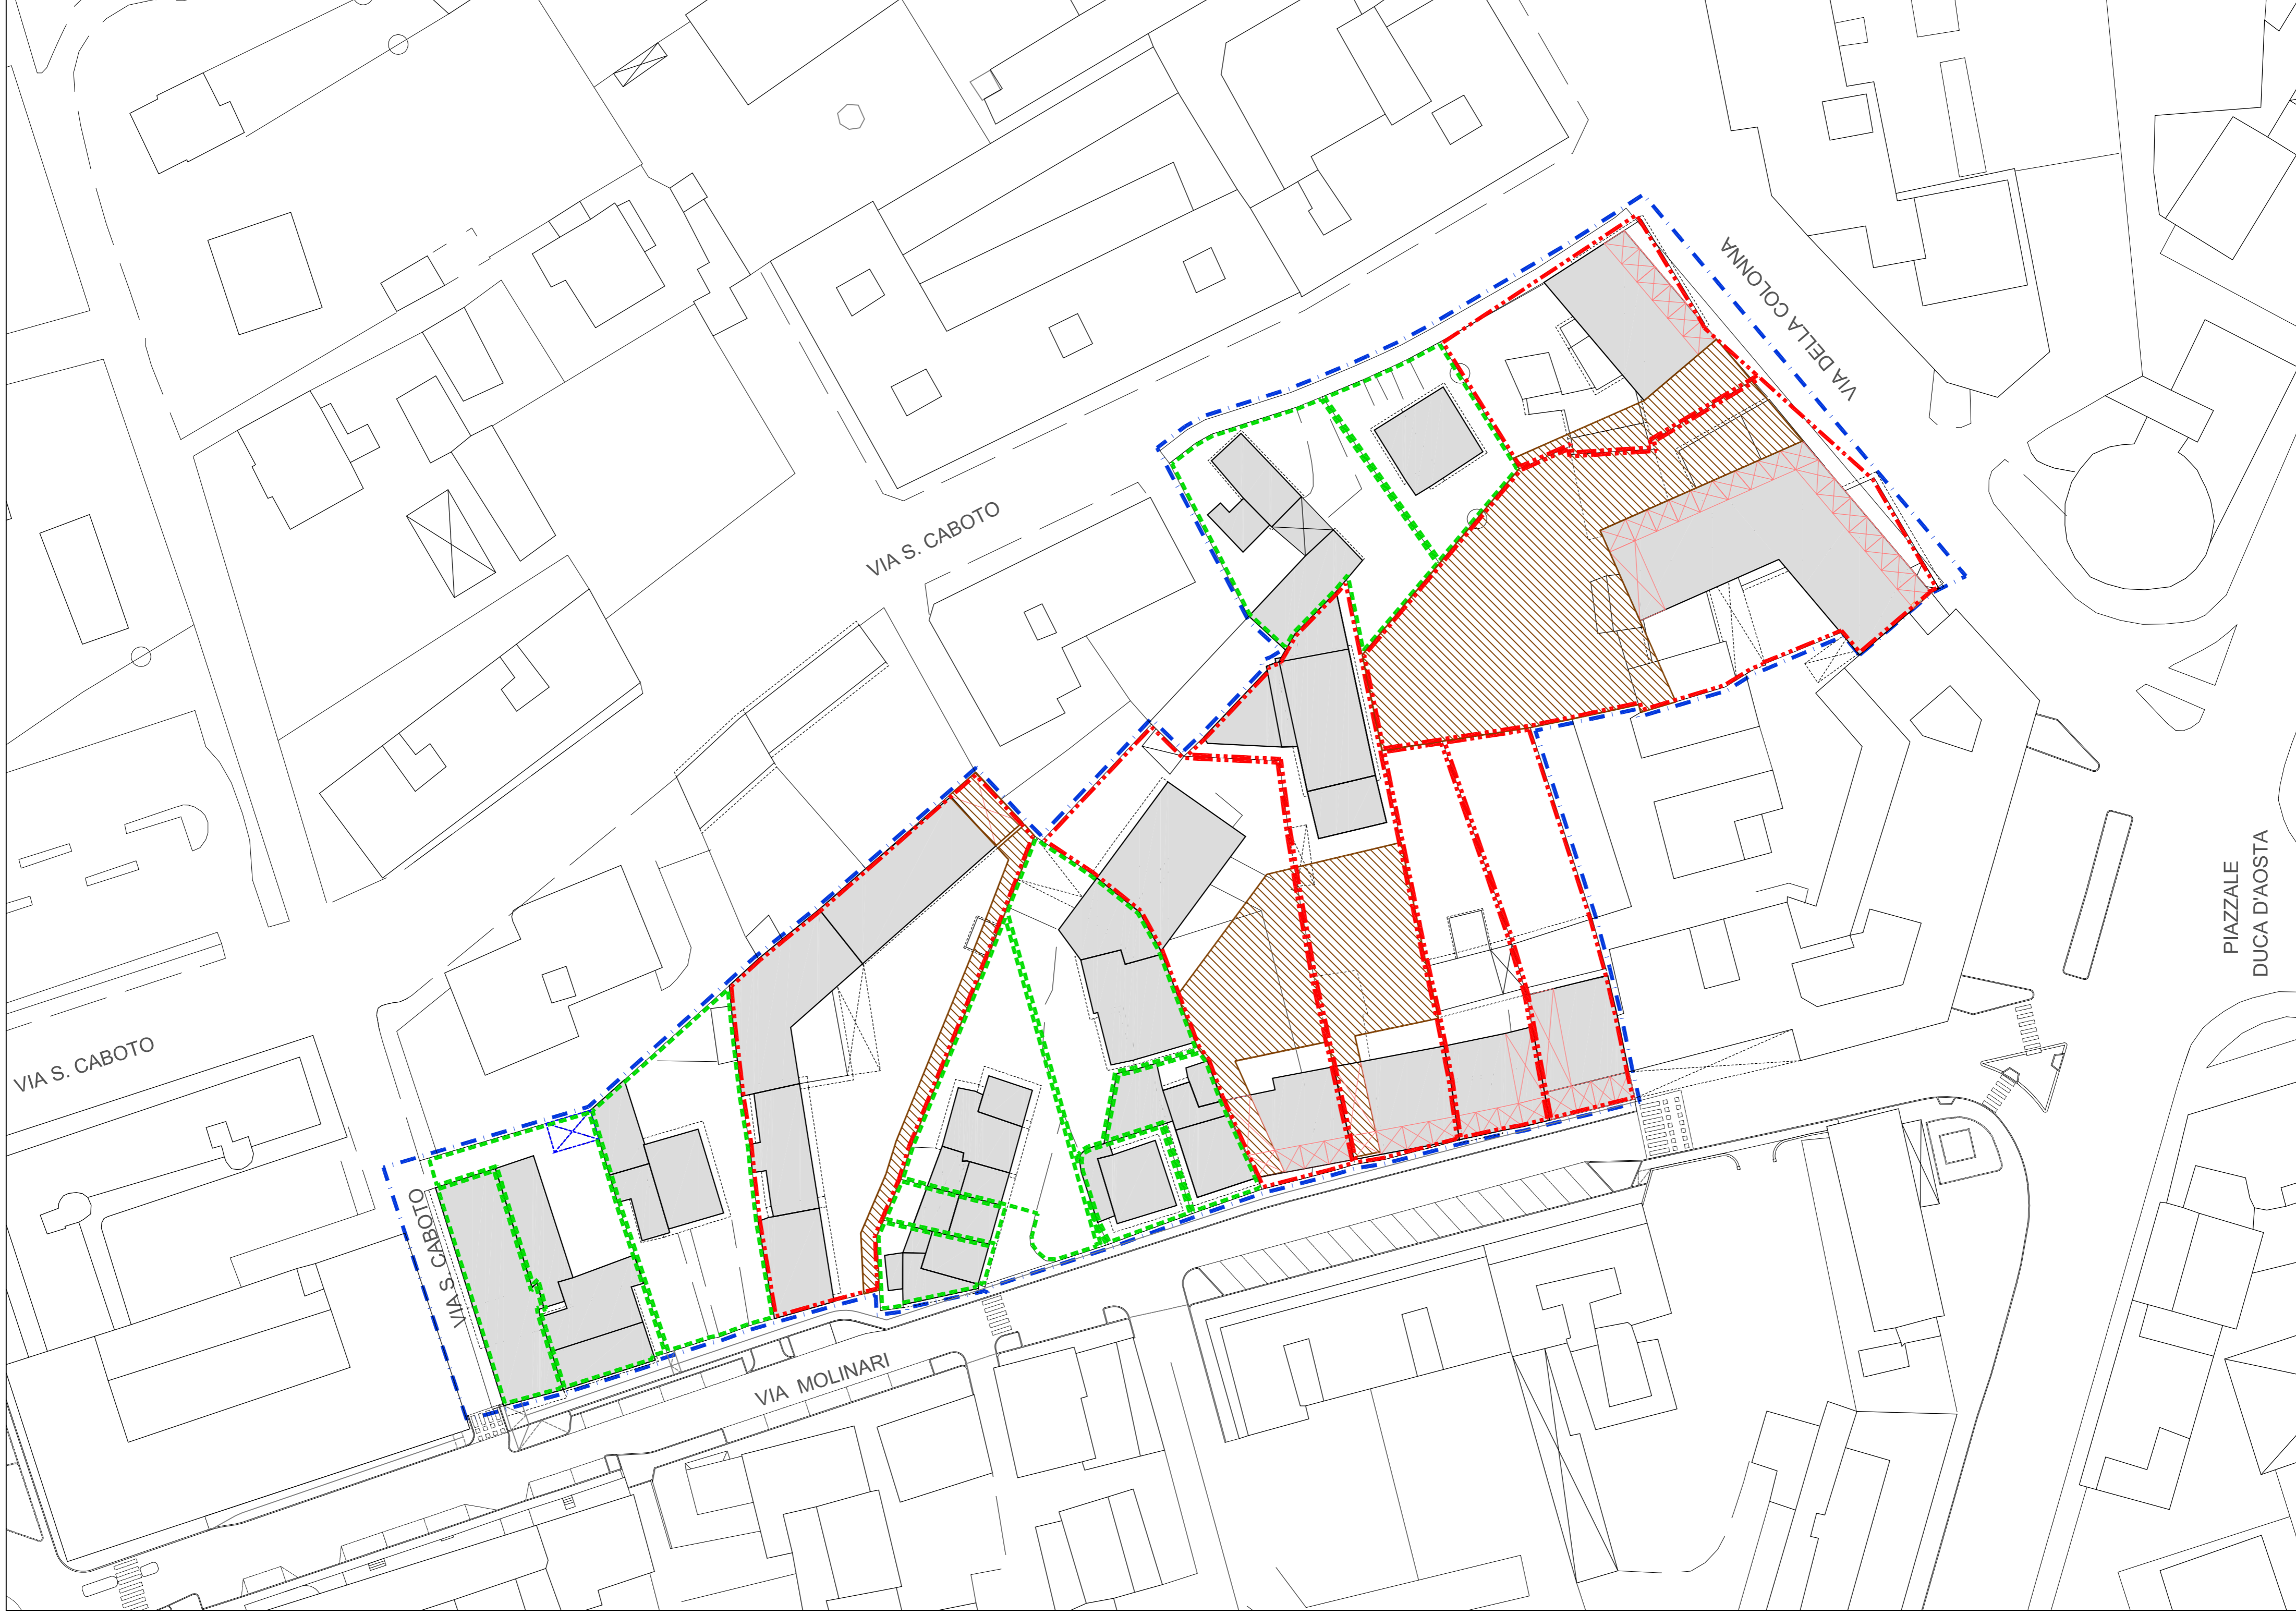 VIA DELLA COLONNA
VIA S. CABOTO
PIAZZALE
DUCA D'AOSTA
VIA S. CABOTO
VIA S. CABOTO
VIA MOLINARI